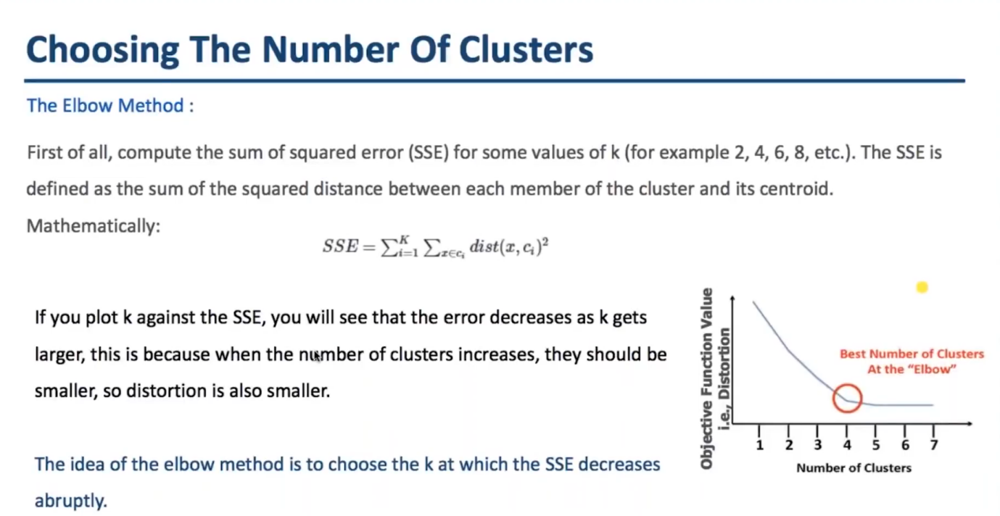 Choosing The Number Of Clusters
The Elbow Method :
First of all, compute the sum of squared error (SSE) for some values of k (for example 2, 4, 6, 8, etc.). The SSE is
defined as the sum of the squared distance between each member of the cluster and its centroid.
Mathematically:
SSE = ∑ᴷᵢ₌₁ ∑ₓ∈cᵢ dist(x, cᵢ)²
If you plot k against the SSE, you will see that the error decreases as k gets
larger, this is because when the number of clusters increases, they should be
smaller, so distortion is also smaller.
The idea of the elbow method is to choose the k at which the SSE decreases
abruptly.
Objective Function Value
i.e., Distortion
Best Number of Clusters
At the “Elbow”
1 2 3 4 5 6 7
Number of Clusters